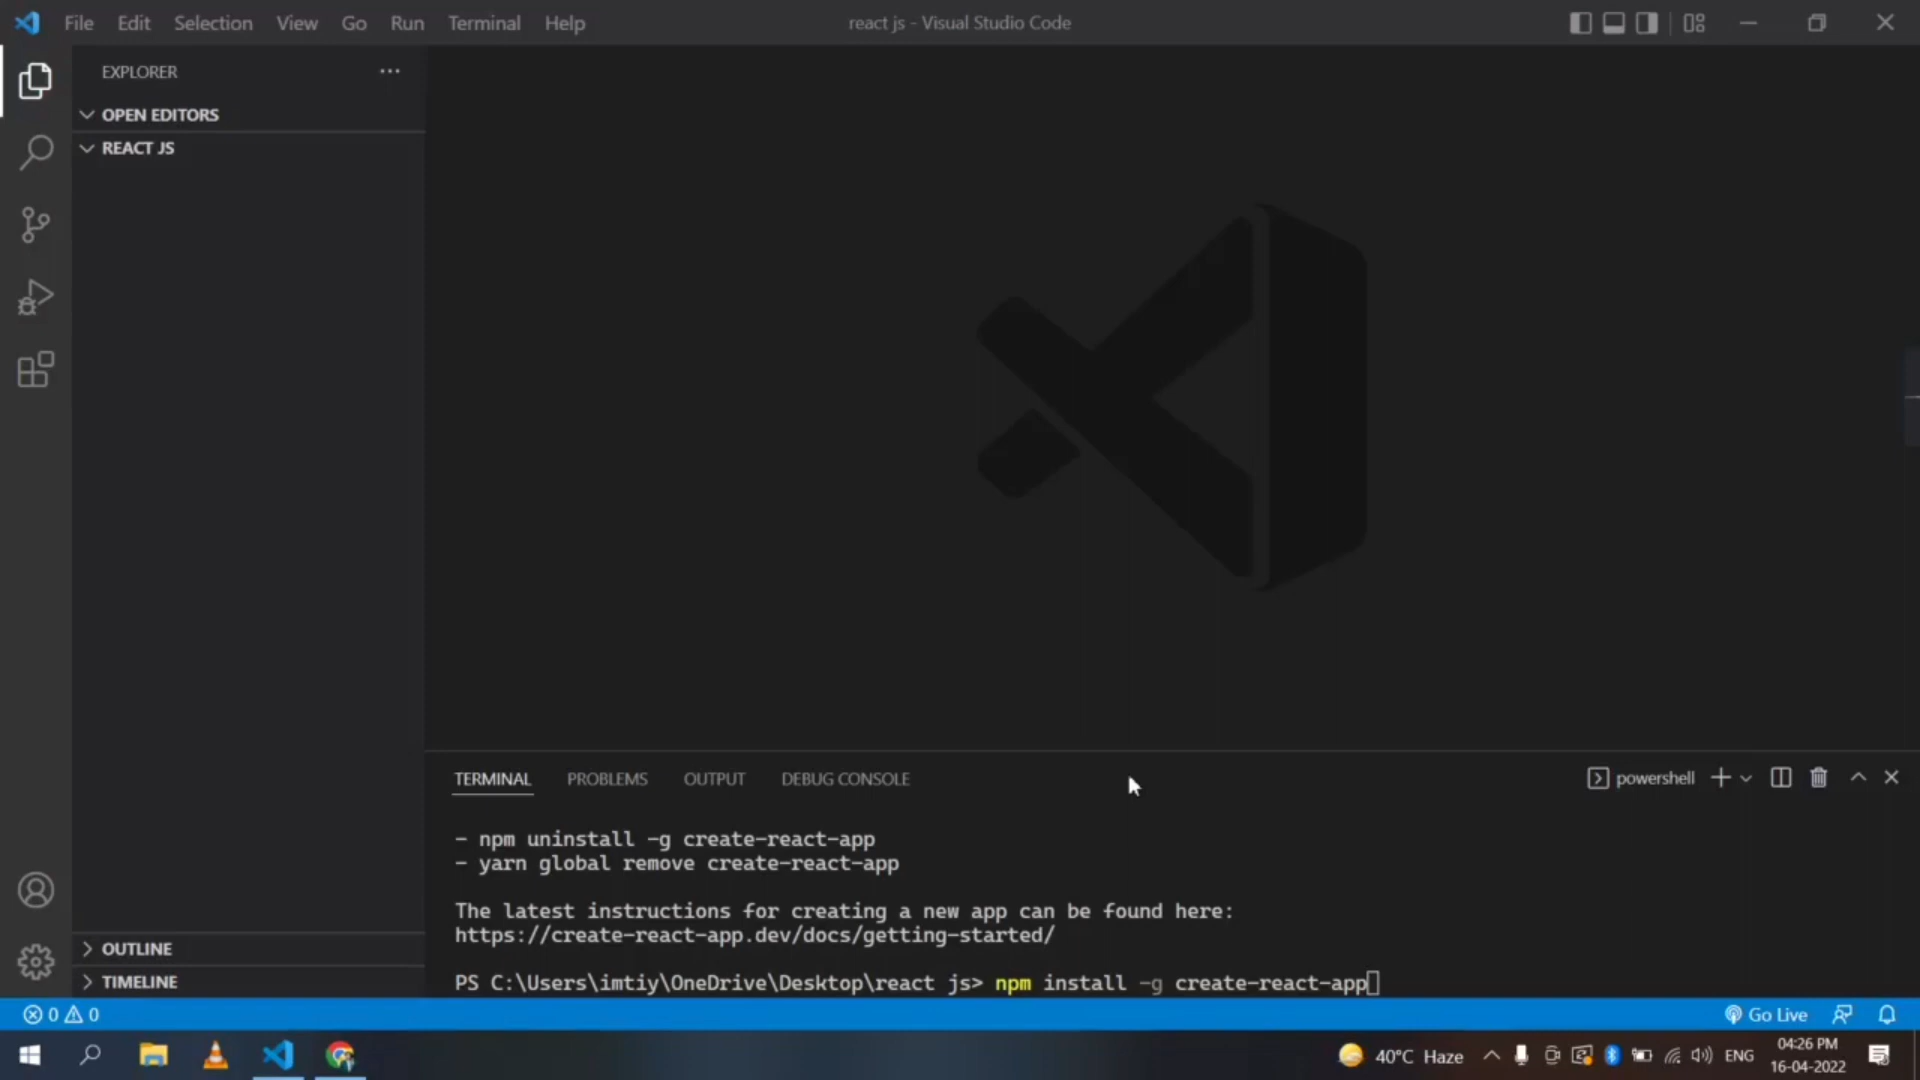 File Edit Selection View Go Run Terminal Help
react js - Visual Studio Code
EXPLORER
OPEN EDITORS
REACT JS
OUTLINE
TIMELINE
TERMINAL PROBLEMS OUTPUT DEBUG CONSOLE
powershell
- npm uninstall -g create-react-app
- yarn global remove create-react-app
The latest instructions for creating a new app can be found here:
https://create-react-app.dev/docs/getting-started/
PS C:\Users\imtiy\OneDrive\Desktop\react js> npm install -g create-react-app
0 0
Go Live
40°C Haze
ENG
04:26 PM
16-04-2022